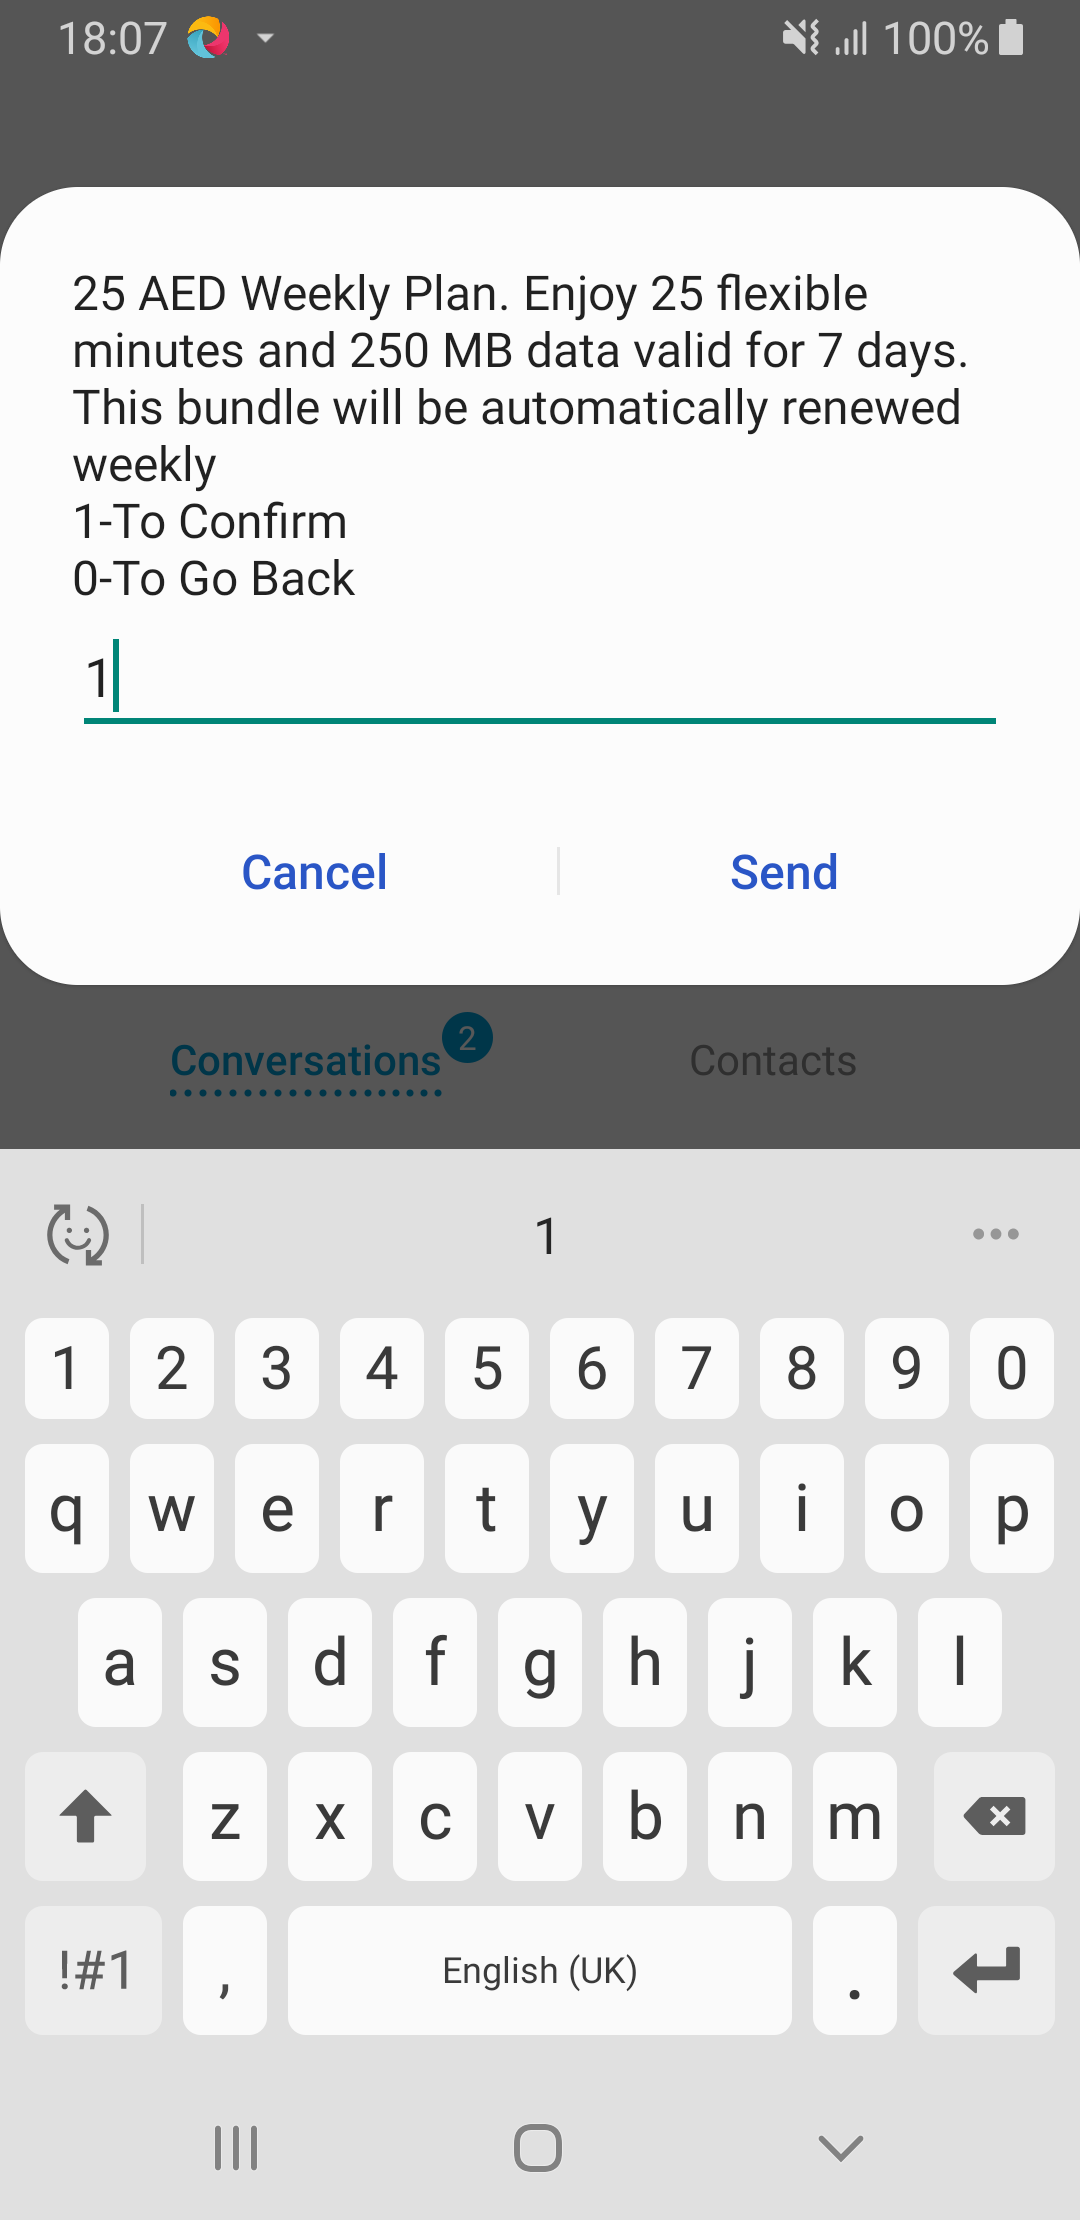 18:07
100%
25 AED Weekly Plan. Enjoy 25 flexible
minutes and 250 MB data valid for 7 days.
This bundle will be automatically renewed
weekly
1-To Confirm
0-To Go Back
1
Cancel
Send
Conversations
2
Contacts
1
1 2 3 4 5 6 7 8 9 0
q w e r t y u i o p
a s d f g h j k l
z x c v b n m
!#1 , English (UK) .